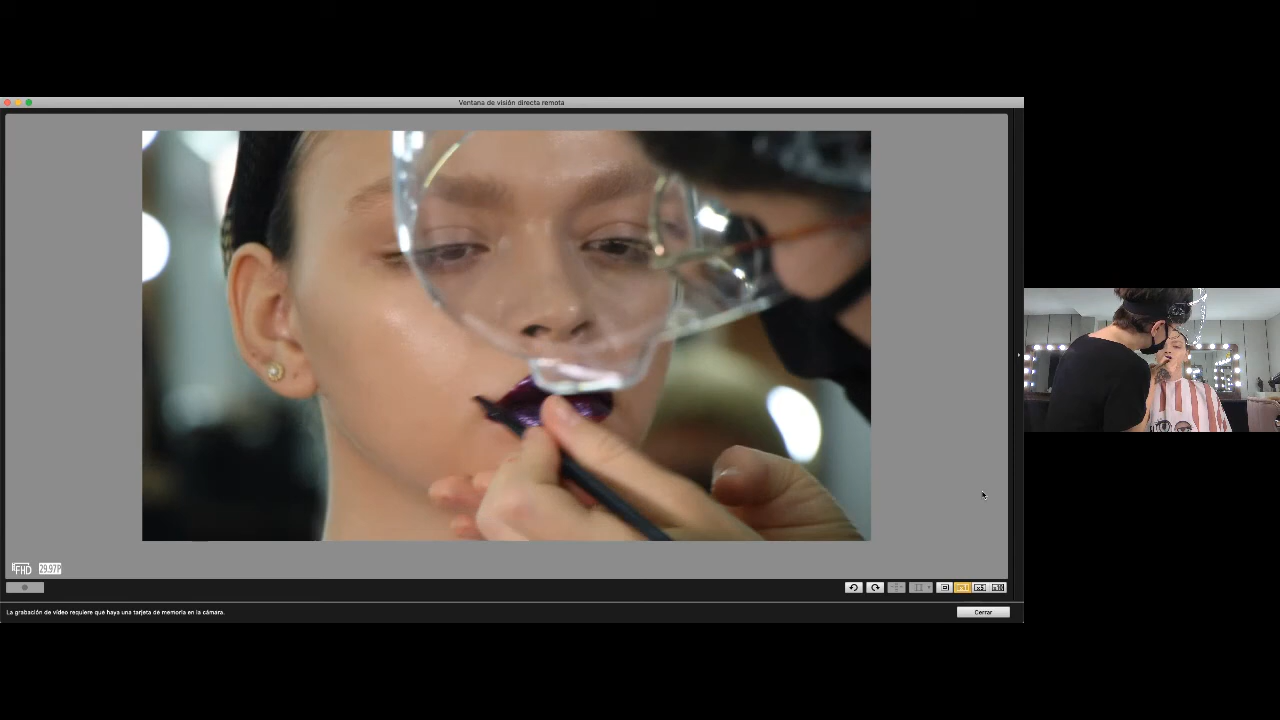 Ventana de visión directa remota
FHD 29.97P
La grabación de vídeo requiere que haya una tarjeta de memoria en la cámara.
Cerrar